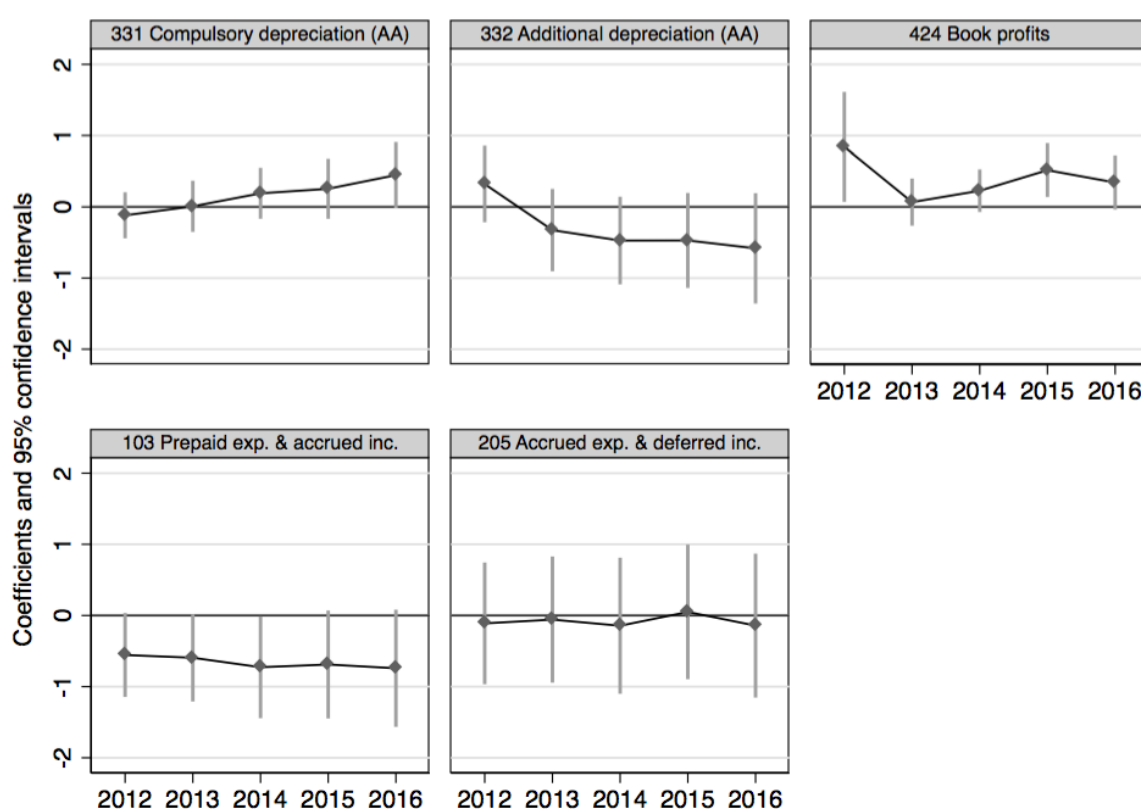 331 Compulsory depreciation (AA)
332 Additional depreciation (AA)
424 Book profits
2
1
0
-1
-2
2012 2013 2014 2015 2016
103 Prepaid exp. & accrued inc.
205 Accrued exp. & deferred inc.
2
1
0
-1
-2
2012 2013 2014 2015 2016
2012 2013 2014 2015 2016
Coefficients and 95% confidence intervals